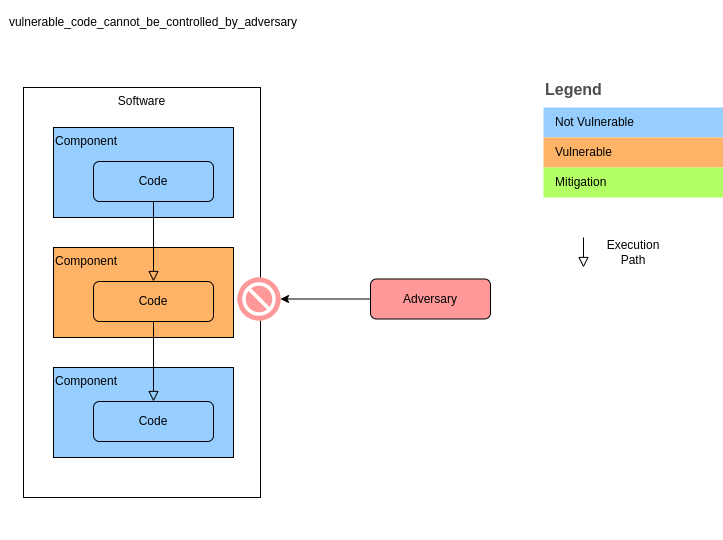 vulnerable_code_cannot_be_controlled_by_adversary
Software
Component
Code
Component
Code
Component
Code
Adversary
Legend
Not Vulnerable
Vulnerable
Mitigation
Execution
Path